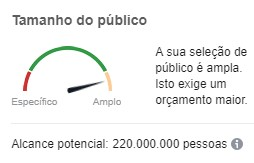 Tamanho do público
A sua seleção de
público é ampla.
Isto exige um
orçamento maior.
Específico
Amplo
Alcance potencial: 220.000.000 pessoas